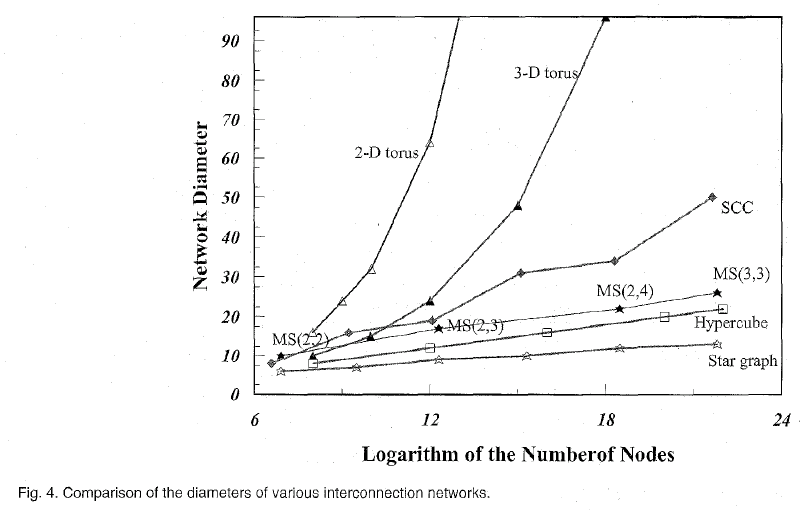 90
80
3-D torus
70
2-D torus
60
50
SCC
40
30
MS(3,3)
MS(2,4)
20
MS(2,3)
Hypercube
MS(2,2)
10
Star graph
0
Network Diameter
6
12
18
24
Logarithm of the Numberof Nodes
Fig. 4. Comparison of the diameters of various interconnection networks.